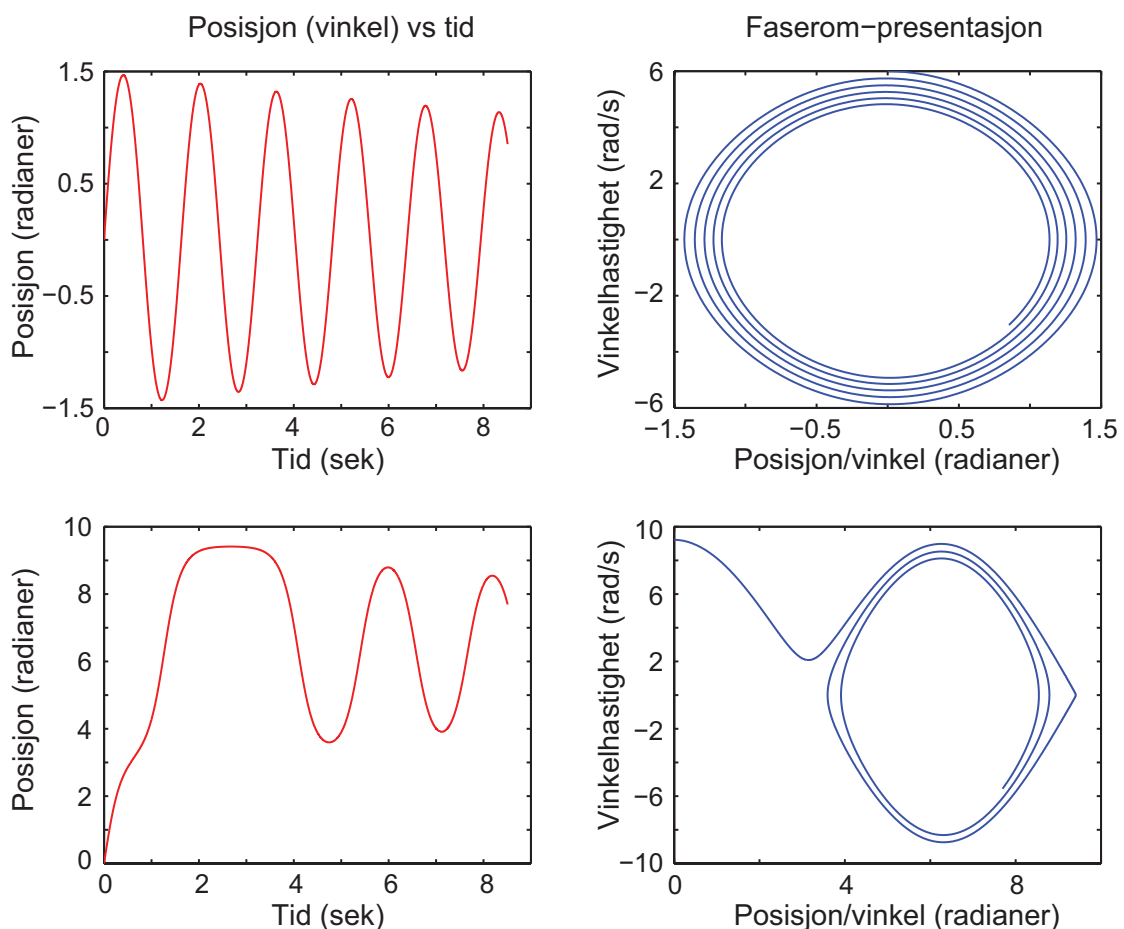 Posisjon (vinkel) vs tid
Posisjon (radianer)
1.5
0.5
−0.5
−1.5
0 2 4 6 8
Tid (sek)
Faserom−presentasjon
Vinkelhastighet (rad/s)
6
2
−2
−6
−1.5 −0.5 0.5 1.5
Posisjon/vinkel (radianer)
Posisjon (radianer)
10
8
6
4
2
0
0 2 4 6 8
Tid (sek)
Vinkelhastighet (rad/s)
10
6
2
−2
−6
−10
0 4 8
Posisjon/vinkel (radianer)